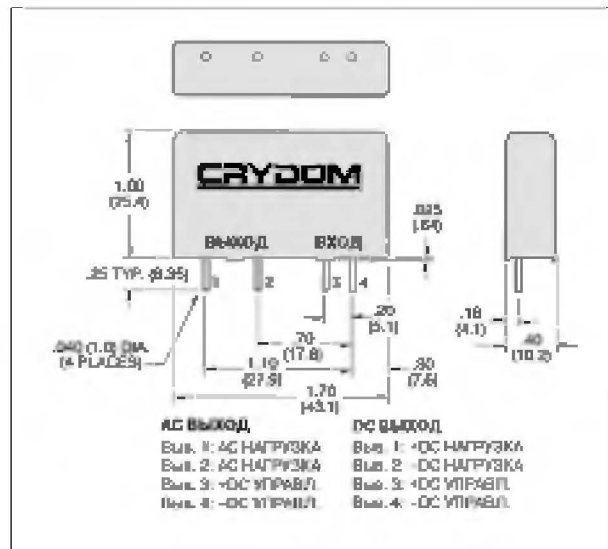 CRYDOM
ВЫХОД ВХОД
1 2 3 4
1.00
(25.4)
.025
(.64)
.25 TYP. (6.35)
.20
(5.1)
.16
(4.1)
.40
(10.2)
.040 (1.0) DIA.
(4 PLACES)
.70
(17.8)
1.10
(27.9)
.30
(7.6)
1.70
(43.1)
AC ВЫХОД
Выв. 1: AC НАГРУЗКА
Выв. 2: AC НАГРУЗКА
Выв. 3: +DC УПРАВЛ.
Выв. 4: -DC УПРАВЛ.
DC ВЫХОД
Выв. 1: +DC НАГРУЗКА
Выв. 2: -DC НАГРУЗКА
Выв. 3: +DC УПРАВЛ.
Выв. 4: -DC УПРАВЛ.